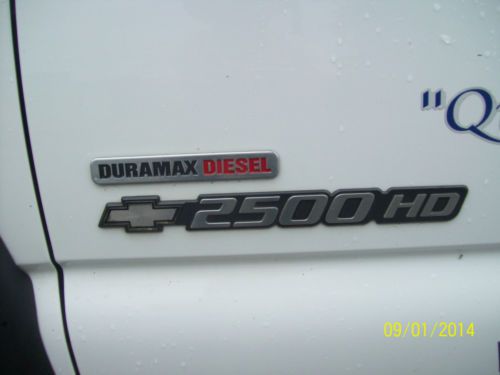 "Q
DURAMAX DIESEL
2500 HD
09/01/2014